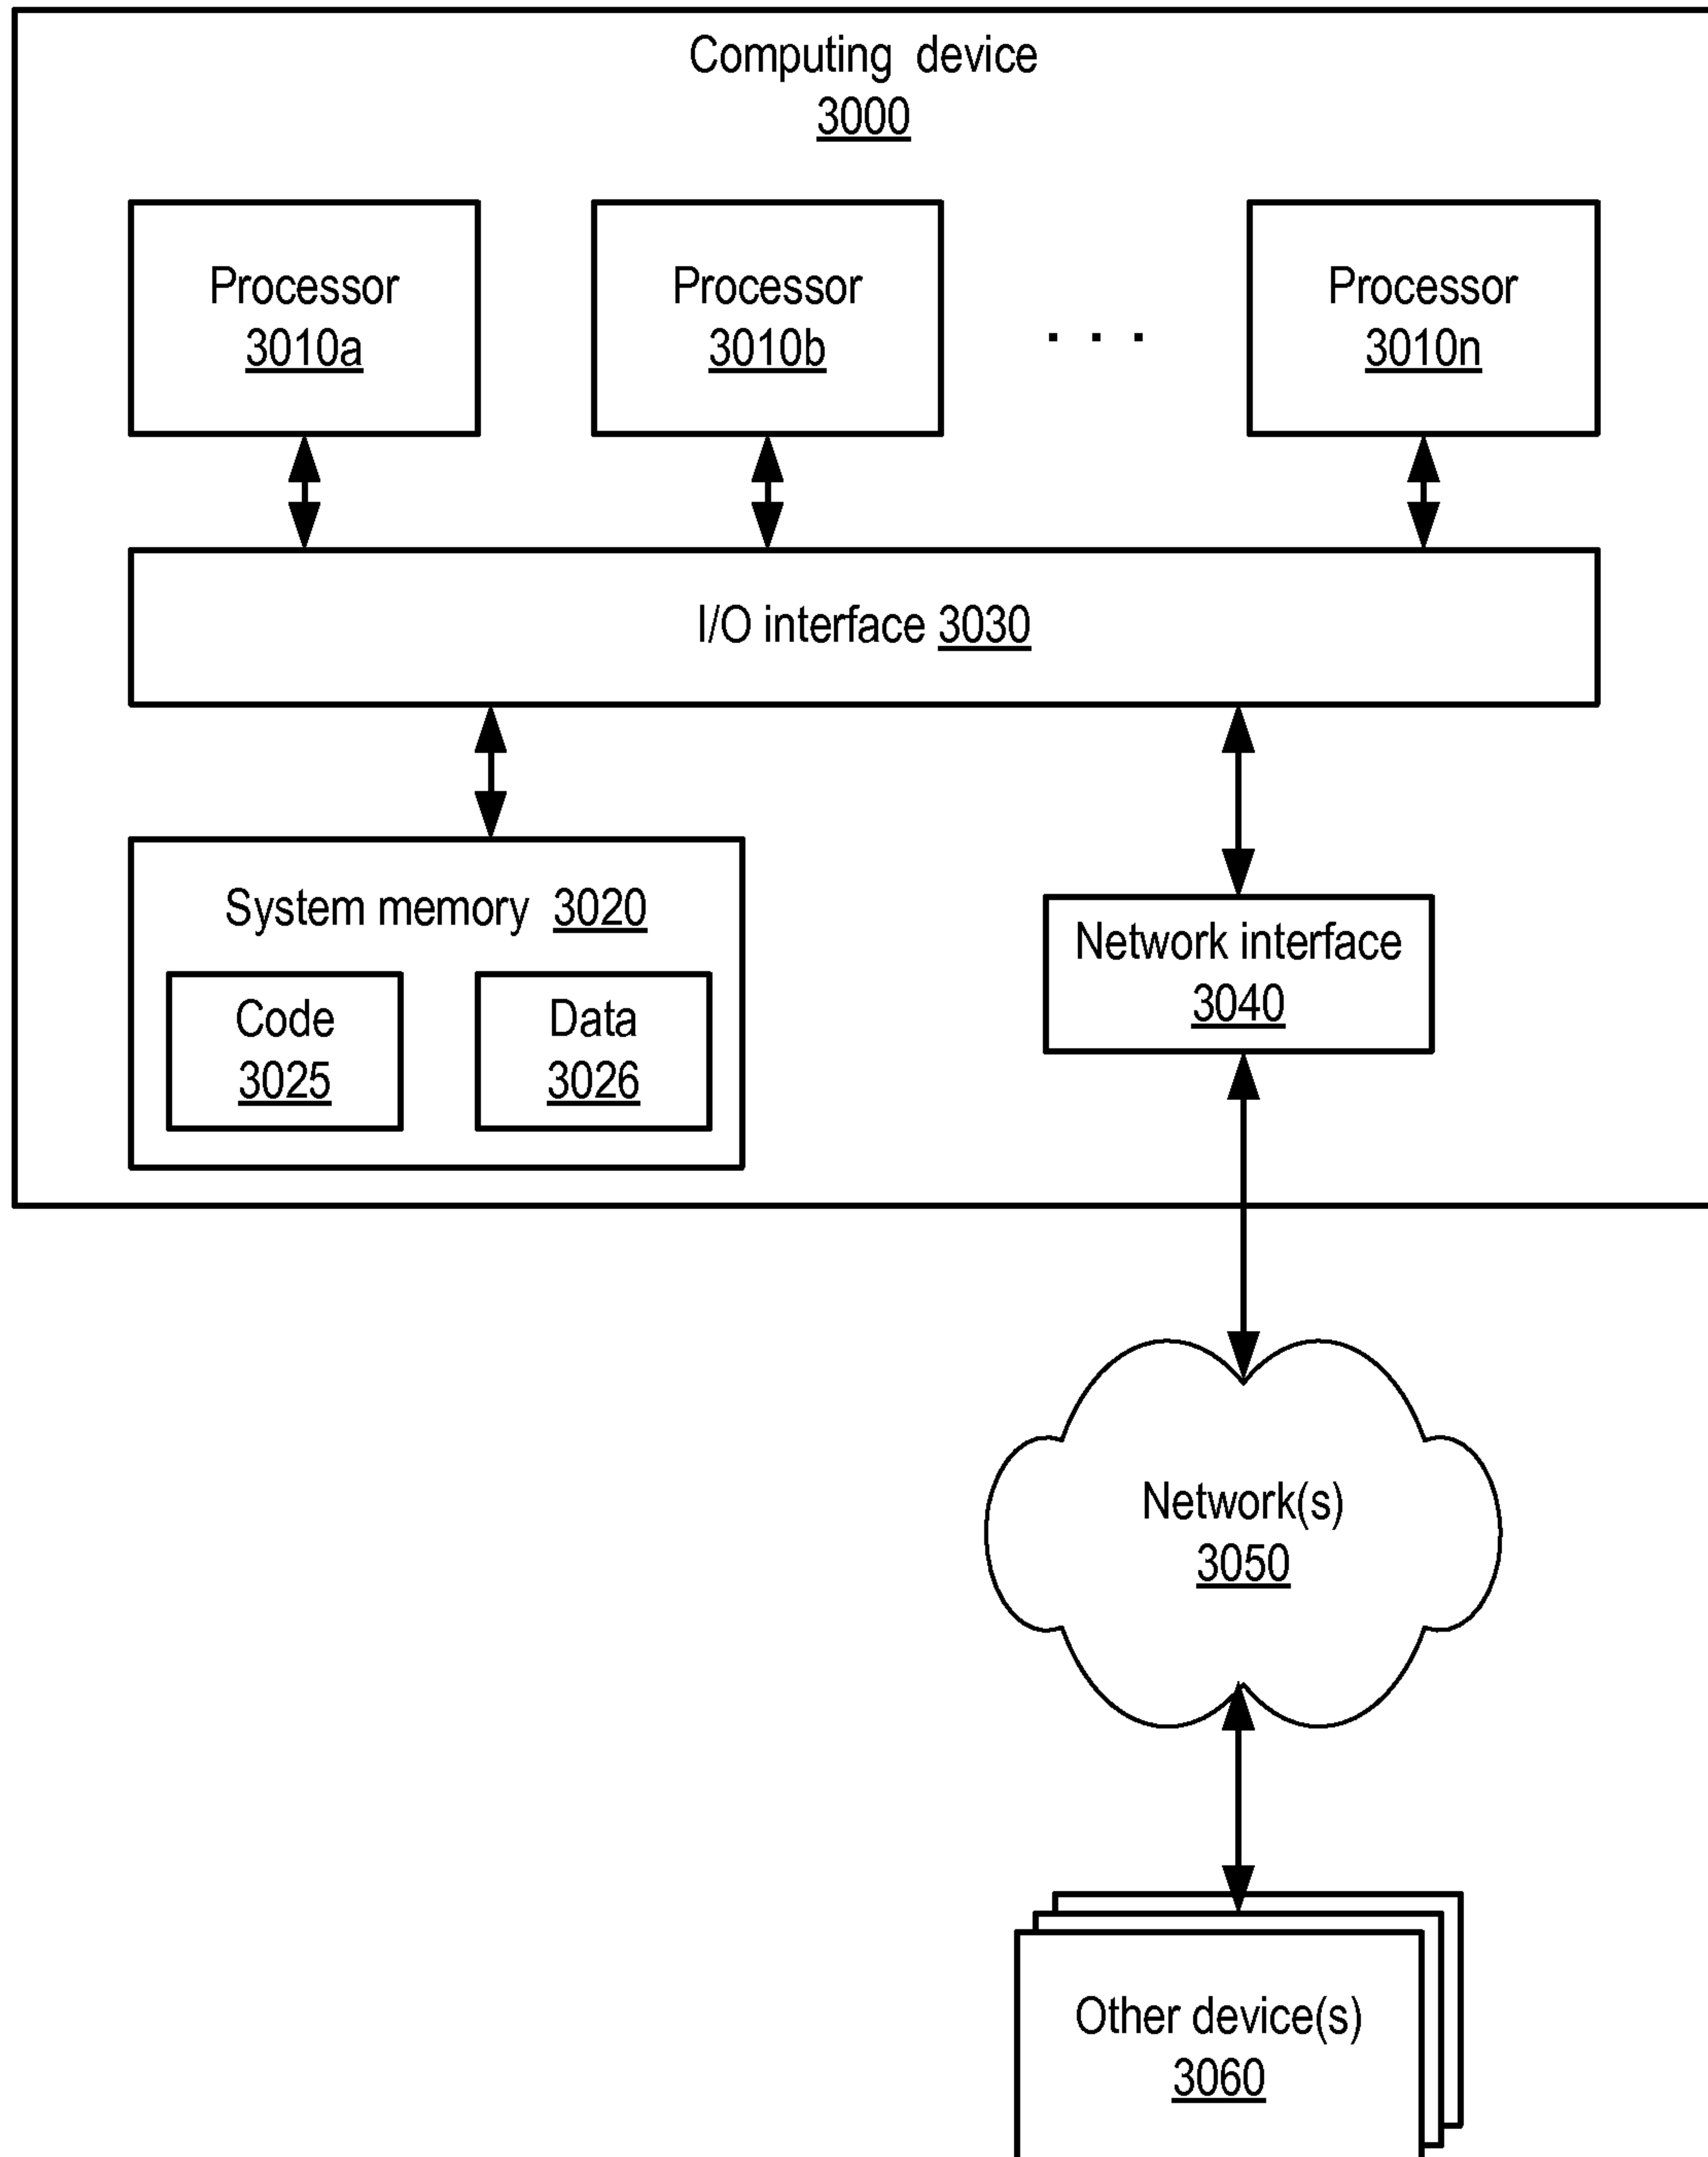 Computing device
3000
Processor
3010a
Processor
3010b
. . .
Processor
3010n
I/O interface 3030
System memory 3020
Code
3025
Data
3026
Network interface
3040
Network(s)
3050
Other device(s)
3060